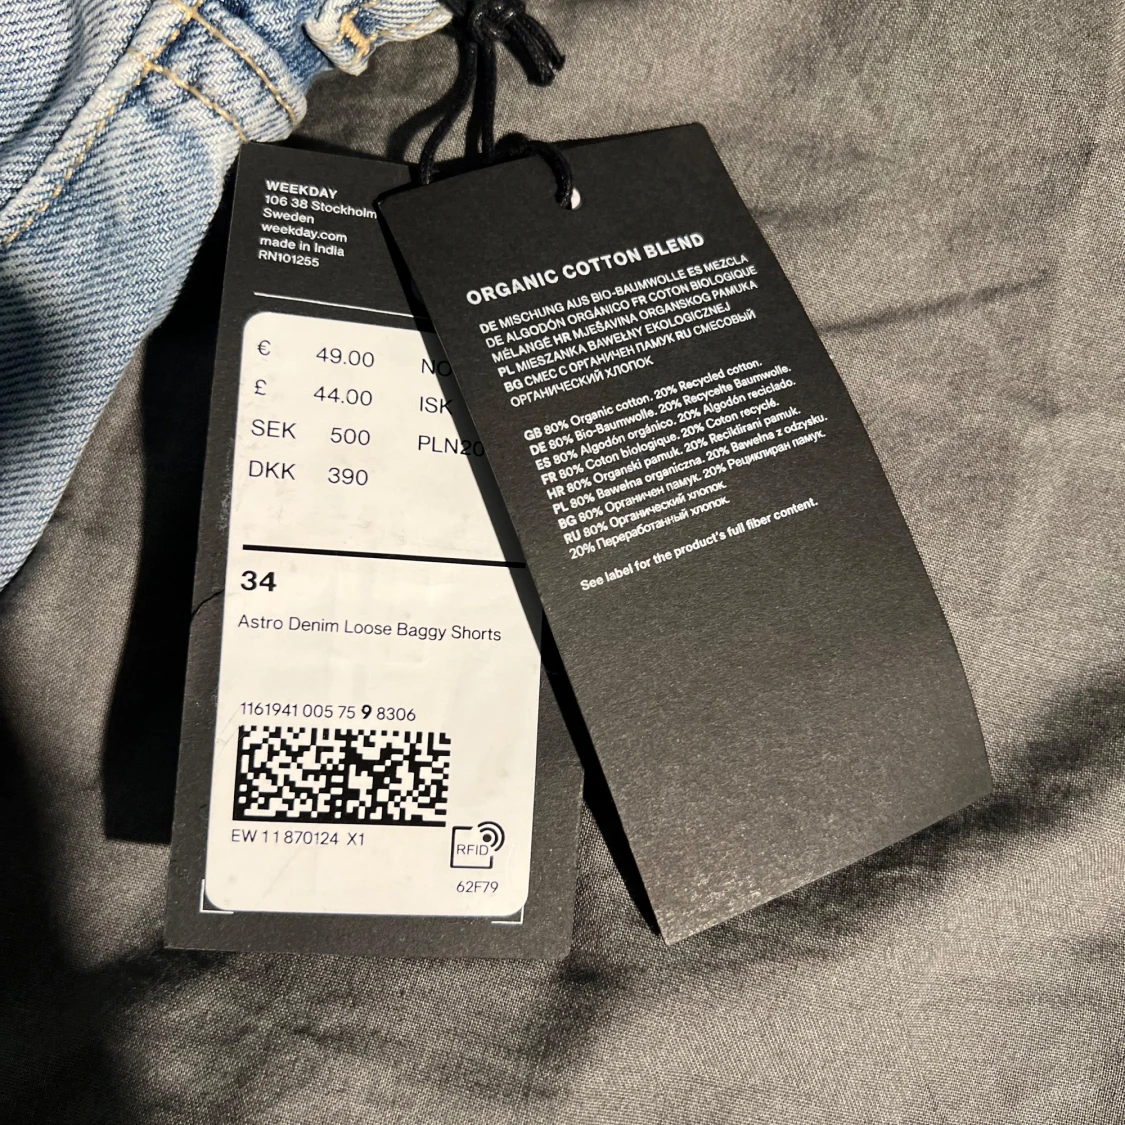 WEEKDAY
106 38 Stockholm
Sweden
weekday.com
made in India
RN101255
€ 49.00 NO
£ 44.00 ISK
SEK 500 PLN20
DKK 390
34
Astro Denim Loose Baggy Shorts
1161941 005 75 9 8306
EW 11 870124 X1
RFID
62F79
ORGANIC COTTON BLEND
DE MISCHUNG AUS BIO-BAUMWOLLE ES MEZCLA
DE ALGODÓN ORGÁNICO FR COTON BIOLOGIQUE
MÉLANGÉ HR MJEŠAVINA ORGANSKOG PAMUKA
PL MIESZANKA BAWEŁNY EKOLOGICZNEJ
BG СМЕС С ОРГАНИЧЕН ПАМУК RU СМЕСОВЫЙ
ОРГАНИЧЕСКИЙ ХЛОПОК
GB 80% Organic cotton. 20% Recycled cotton.
DE 80% Bio-Baumwolle. 20% Recycelte Baumwolle.
ES 80% Algodón orgánico. 20% Algodón reciclado.
FR 80% Coton biologique. 20% Coton recyclé.
HR 80% Organski pamuk. 20% Reciklirani pamuk.
PL 80% Bawełna organiczna. 20% Bawełna z odzysku.
BG 80% Органичен памук. 20% Рециклиран памук.
RU 80% Органический хлопок.
20% Переработанный хлопок.
See label for the product's full fiber content.